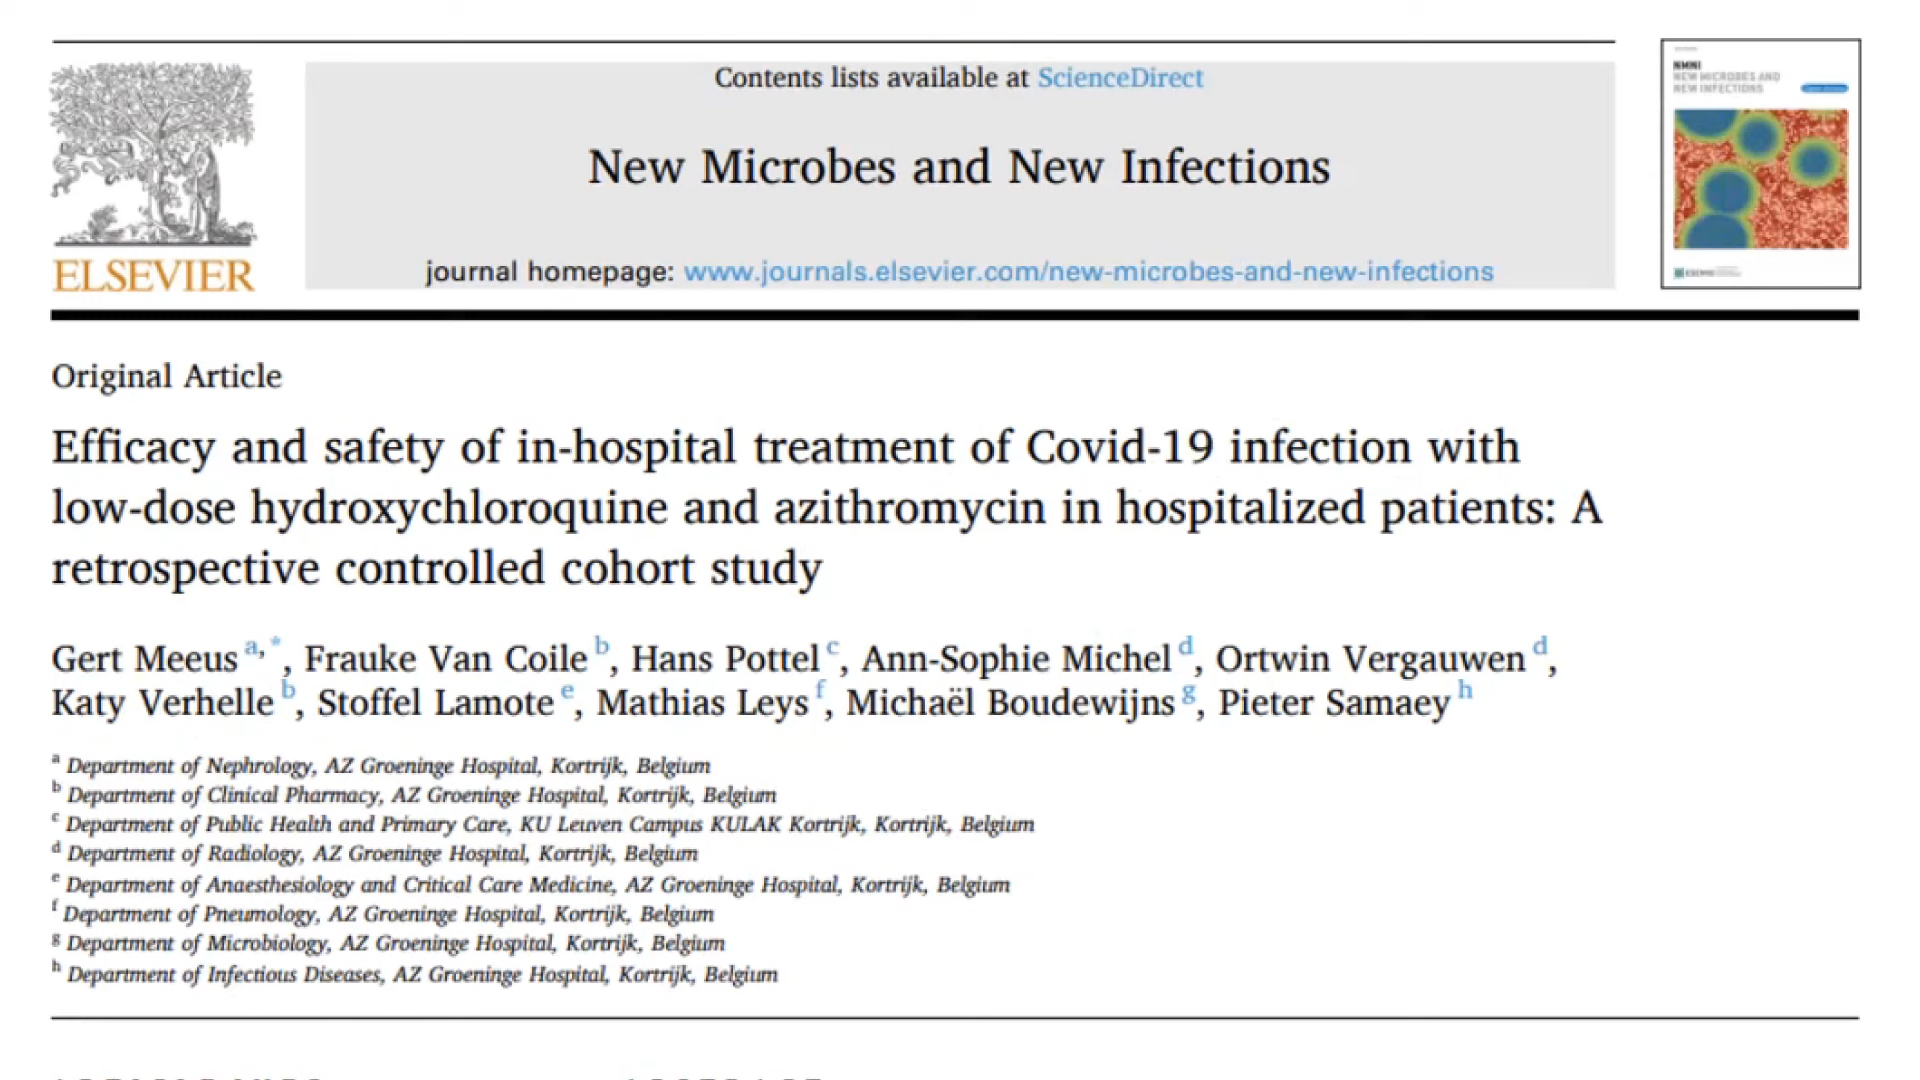 Contents lists available at ScienceDirect
NMNI
NEW MICROBES AND
NEW INFECTIONS
New Microbes and New Infections
ELSEVIER
journal homepage: www.journals.elsevier.com/new-microbes-and-new-infections
Original Article
Efficacy and safety of in-hospital treatment of Covid-19 infection with
low-dose hydroxychloroquine and azithromycin in hospitalized patients: A
retrospective controlled cohort study
Gert Meeus a, *, Frauke Van Coile b, Hans Pottel c, Ann-Sophie Michel d, Ortwin Vergauwen d,
Katy Verhelle b, Stoffel Lamote e, Mathias Leys f, Michaël Boudewijns g, Pieter Samaey h
a Department of Nephrology, AZ Groeninge Hospital, Kortrijk, Belgium
b Department of Clinical Pharmacy, AZ Groeninge Hospital, Kortrijk, Belgium
c Department of Public Health and Primary Care, KU Leuven Campus KULAK Kortrijk, Kortrijk, Belgium
d Department of Radiology, AZ Groeninge Hospital, Kortrijk, Belgium
e Department of Anaesthesiology and Critical Care Medicine, AZ Groeninge Hospital, Kortrijk, Belgium
f Department of Pneumology, AZ Groeninge Hospital, Kortrijk, Belgium
g Department of Microbiology, AZ Groeninge Hospital, Kortrijk, Belgium
h Department of Infectious Diseases, AZ Groeninge Hospital, Kortrijk, Belgium